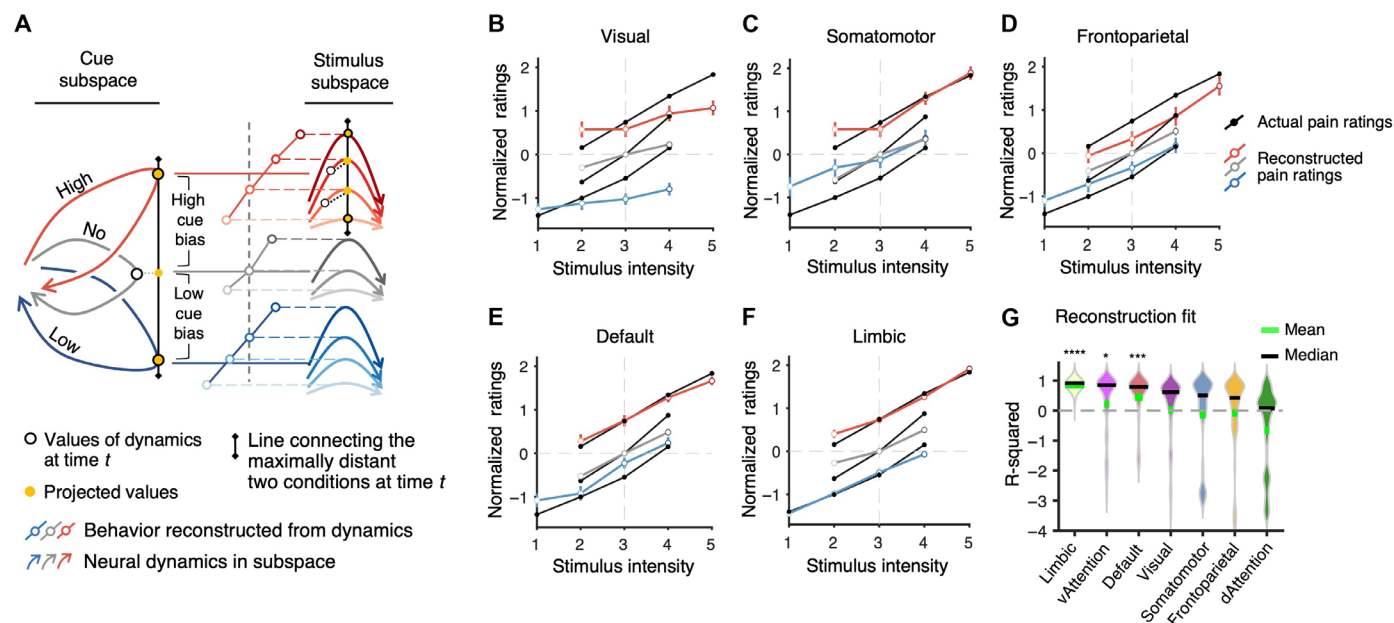 A
Cue
subspace
Stimulus
subspace
High
No
Low
High
cue
bias
Low
cue
bias
Values of dynamics
at time t
Projected values
Line connecting the
maximally distant
two conditions at time t
Behavior reconstructed from dynamics
Neural dynamics in subspace
B
Visual
Normalized ratings
2
1
0
−1
1 2 3 4 5
Stimulus intensity
C
Somatomotor
Normalized ratings
2
1
0
−1
1 2 3 4 5
Stimulus intensity
D
Frontoparietal
Normalized ratings
2
1
0
−1
1 2 3 4 5
Stimulus intensity
Actual pain ratings
Reconstructed
pain ratings
E
Default
Normalized ratings
2
1
0
−1
1 2 3 4 5
Stimulus intensity
F
Limbic
Normalized ratings
2
1
0
−1
1 2 3 4 5
Stimulus intensity
G
Reconstruction fit
Mean
Median
**** * ***
R-squared
1
0
−1
−2
−3
−4
Limbic
vAttention
Default
Visual
Somatomotor
Frontoparietal
dAttention